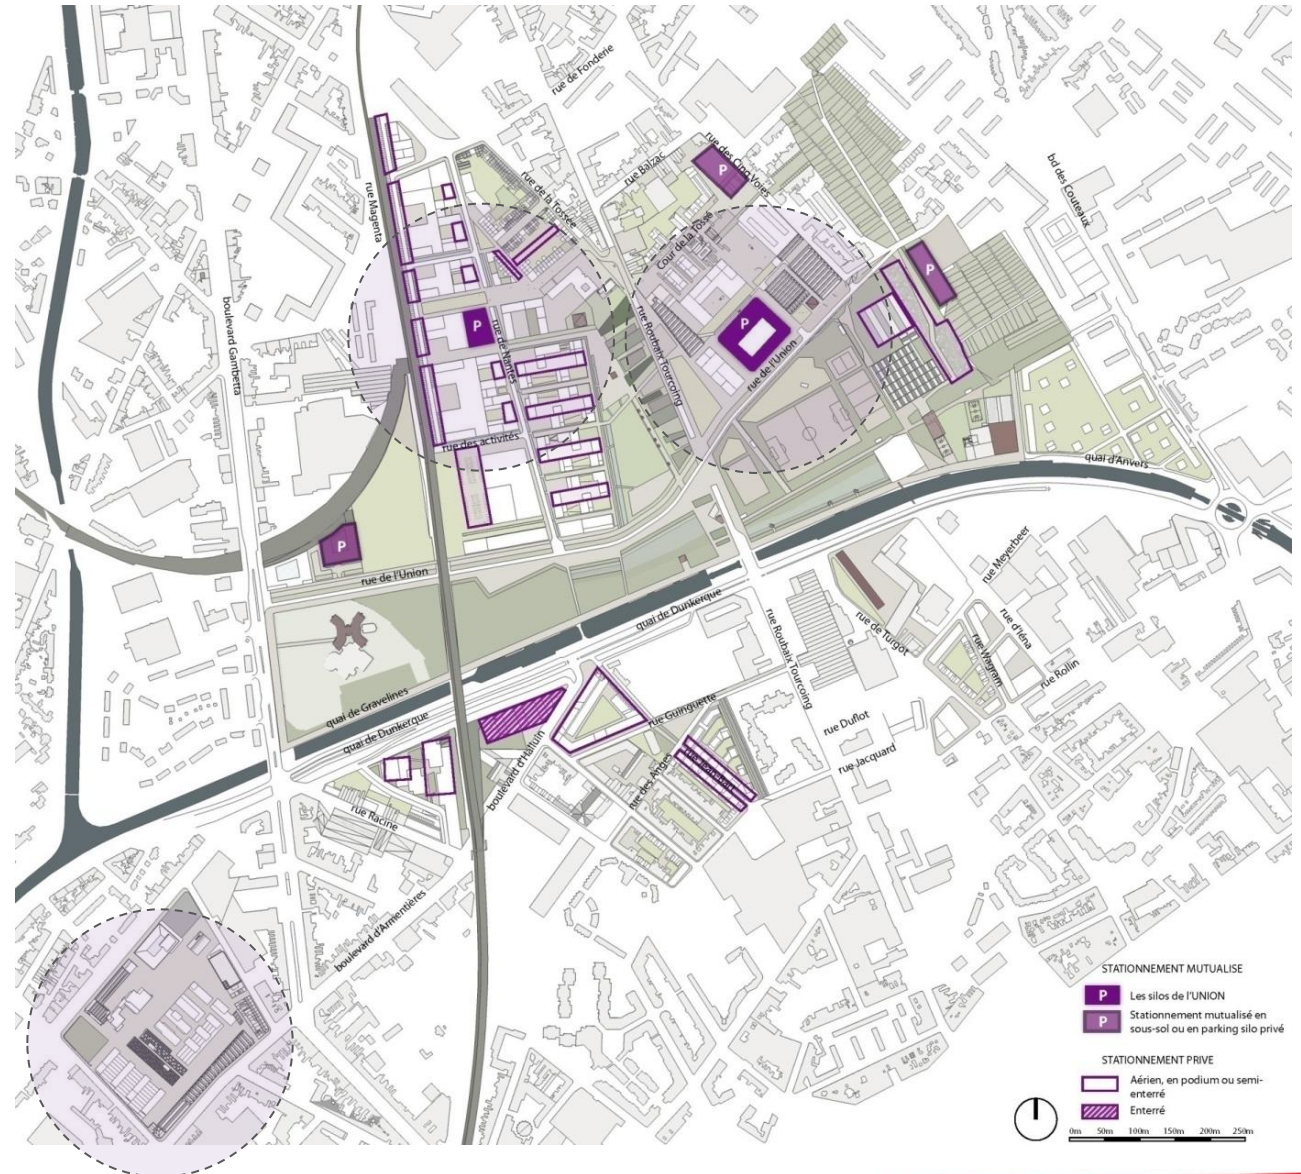 rue de Fonderie
rue des Cinq Voies
rue Balzac
P
bd des Couteaux
rue de la Tossée
rue Magenta
Cour de la Tossé
P
boulevard Gambetta
P
P
rue de Nantes
rue Roubaix Tourcoing
rue de l'Union
rue des activités
quai d'Anvers
P
rue de l'Union
rue Meyerbeer
quai de Dunkerque
rue Roubaix Tourcoing
rue de Turgot
rue d'Iéna
rue Wagram
rue Rollin
quai de Gravelines
quai de Dunkerque
rue Guinguette
rue Duflot
boulevard d'Halluin
rue des Anges
rue Jacquard
rue Racine
boulevard d'Armentières
STATIONNEMENT MUTUALISE
P Les silos de l'UNION
P Stationnement mutualisé en
sous-sol ou en parking silo privé
STATIONNEMENT PRIVE
Aérien, en podium ou semi-
enterré
Enterré
0m 50m 100m 150m 200m 250m